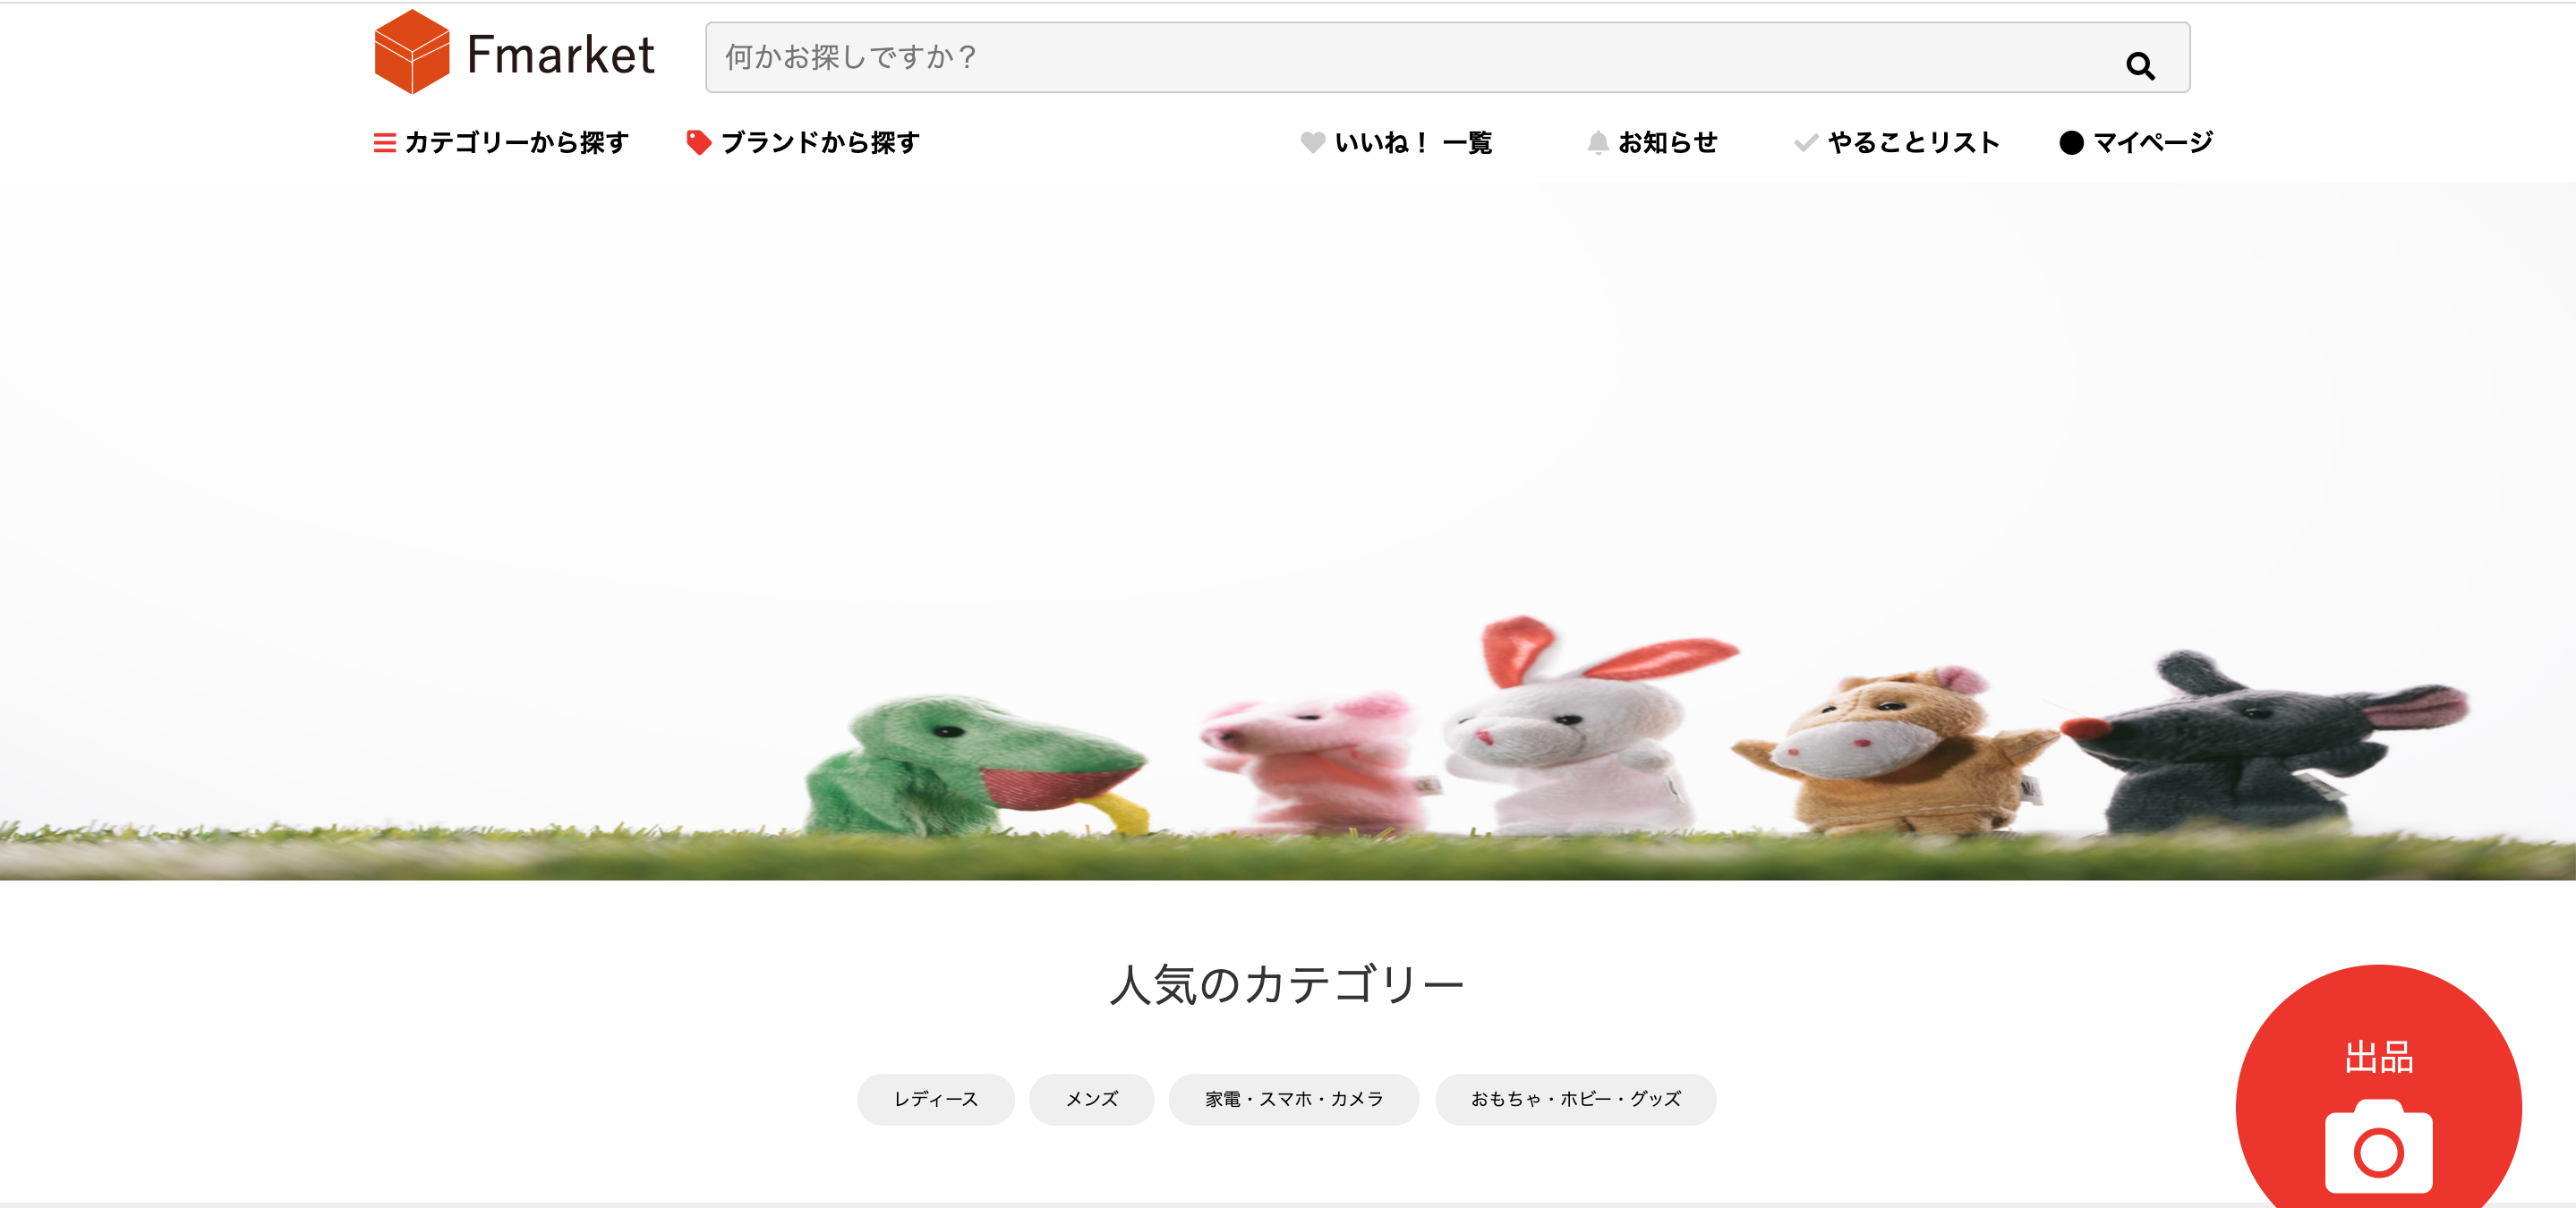 Fmarket
何かお探しですか？
カテゴリーから探す
ブランドから探す
いいね！ 一覧
お知らせ
やることリスト
マイページ
人気のカテゴリー
出品
レディース
メンズ
家電・スマホ・カメラ
おもちゃ・ホビー・グッズ